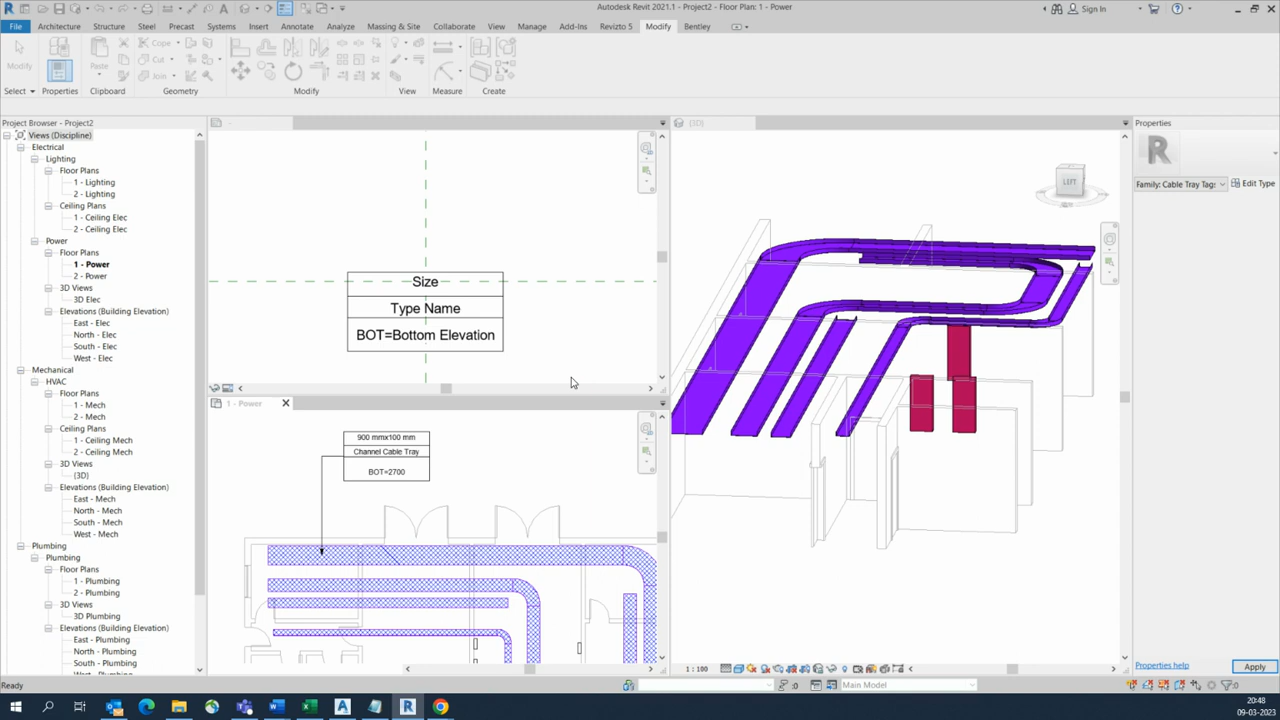 Autodesk Revit 2021.1 - Project2 - Floor Plan: 1 - Power
Sign In
File Architecture Structure Steel Precast Systems Insert Annotate Analyze Massing & Site Collaborate View Manage Add-Ins Revizto 5 Modify Bentley
Modify
Cope
Cut
Join
Paste
Select Properties Clipboard Geometry Modify View Measure Create
Project Browser - Project2
Views (Discipline)
Electrical
Lighting
Floor Plans
1 - Lighting
2 - Lighting
Ceiling Plans
1 - Ceiling Elec
2 - Ceiling Elec
Power
Floor Plans
1 - Power
2 - Power
3D Views
3D Elec
Elevations (Building Elevation)
East - Elec
North - Elec
South - Elec
West - Elec
Mechanical
HVAC
Floor Plans
1 - Mech
2 - Mech
Ceiling Plans
1 - Ceiling Mech
2 - Ceiling Mech
3D Views
{3D}
Elevations (Building Elevation)
East - Mech
North - Mech
South - Mech
West - Mech
Plumbing
Plumbing
Floor Plans
1 - Plumbing
2 - Plumbing
3D Views
3D Plumbing
Elevations (Building Elevation)
East - Plumbing
North - Plumbing
South - Plumbing
West - Plumbing
Size
Type Name
BOT=Bottom Elevation
1 - Power
900 mmx100 mm
Channel Cable Tray
BOT=2700
{3D}
LEFT
1 : 100
Properties
R
Family: Cable Tray Tag:
Edit Type
Properties help
Apply
Ready
:0
Main Model
:0
20:48
09-03-2023